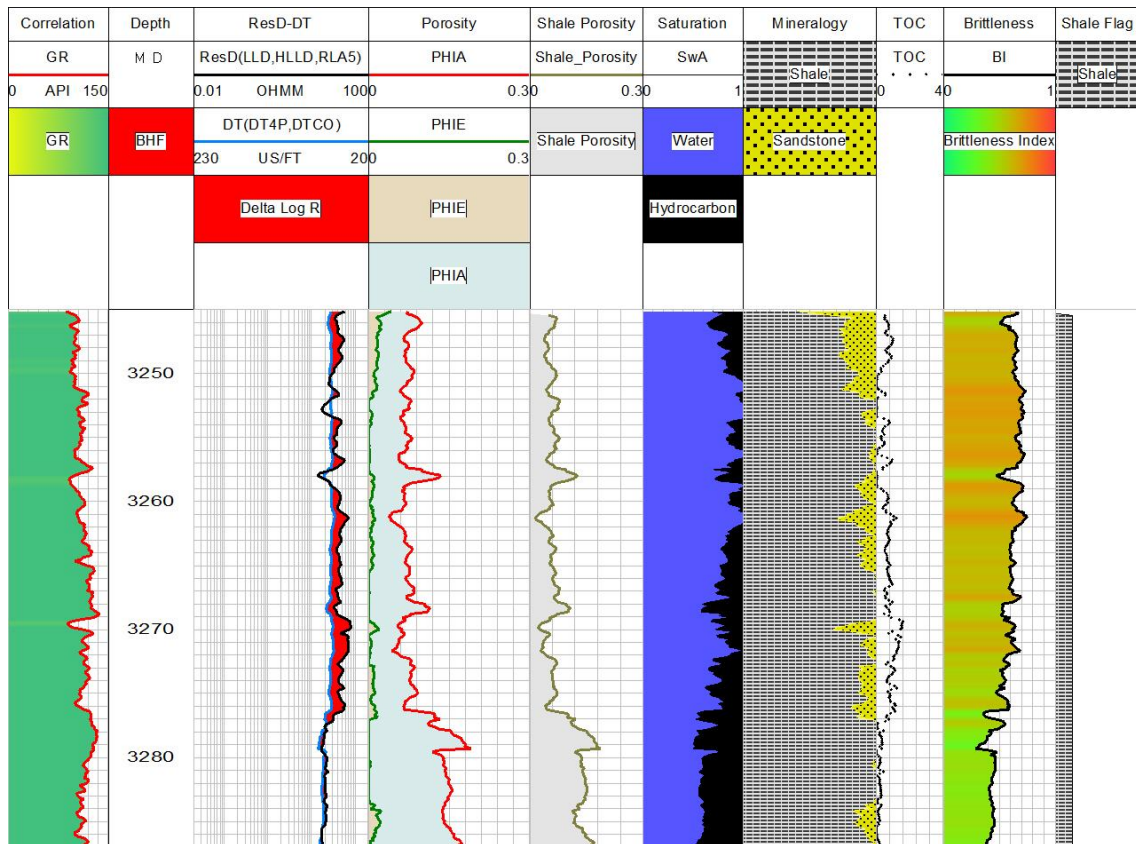 Correlation Depth ResD-DT Porosity Shale Porosity Saturation Mineralogy TOC Brittleness Shale Flag
GR M D ResD(LLD,HLLD,RLA5) PHIA Shale_Porosity SwA Shale TOC BI Shale
0 API 150 0.01 OHMM 1000 0 0.3 0 0.3 0 1 0 4 0 1
GR BHF DT(DT4P,DTCO) PHIE Shale Porosity Water Sandstone Brittleness Index
230 US/FT 20 0 0.3
Delta Log R PHIE Hydrocarbon
PHIA
3250
3260
3270
3280